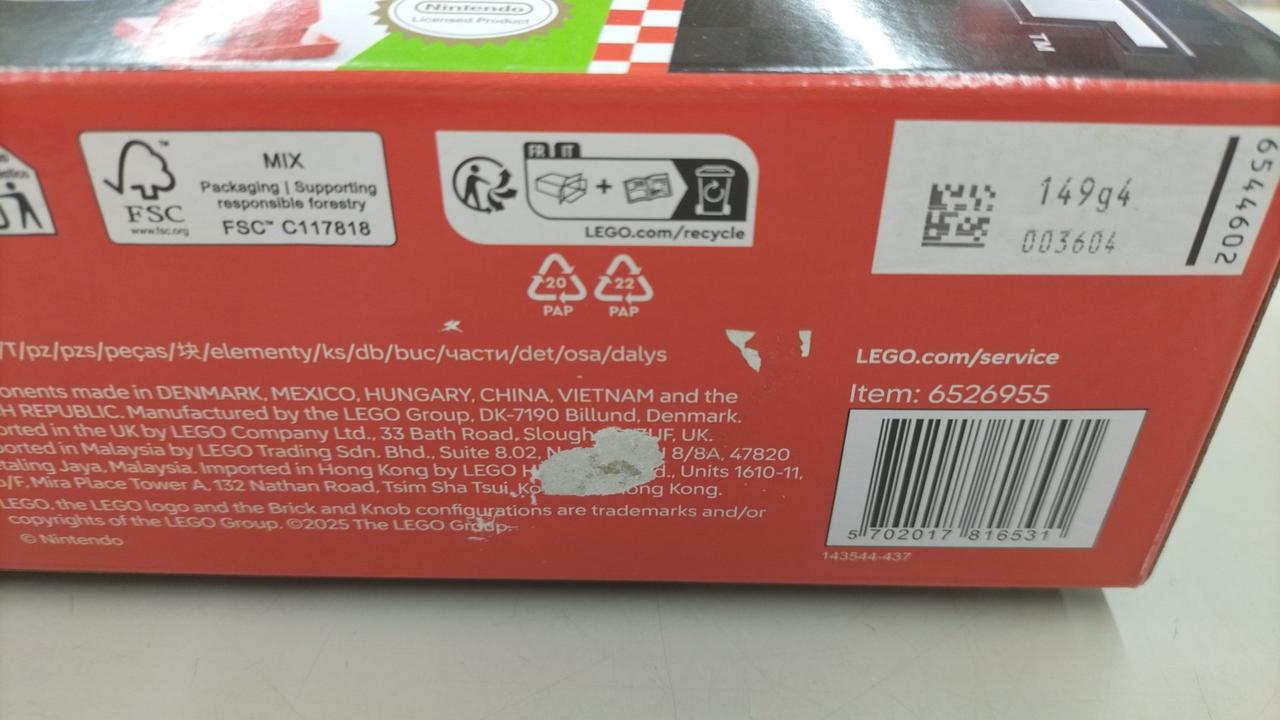 Nintendo
Licensed Product
TM
FSC
www.fsc.org
MIX
Packaging | Supporting
responsible forestry
FSC™ C117818
FR IT
LEGO.com/recycle
20
PAP
22
PAP
149g4
003604
6544602
/T/pz/pzs/peças/块/elementy/ks/db/buc/части/det/osa/dalys
onents made in DENMARK, MEXICO, HUNGARY, CHINA, VIETNAM and the
H REPUBLIC. Manufactured by the LEGO Group, DK-7190 Billund, Denmark.
orted in the UK by LEGO Company Ltd., 33 Bath Road, Slough UF, UK.
ported in Malaysia by LEGO Trading Sdn. Bhd., Suite 8.02, 8/8A, 47820
etaling Jaya, Malaysia. Imported in Hong Kong by LEGO d., Units 1610-11,
/F, Mira Place Tower A, 132 Nathan Road, Tsim Sha Tsui, ong Kong.
LEGO, the LEGO logo and the Brick and Knob configurations are trademarks and/or
copyrights of the LEGO Group. ©2025 The LEGO Group.
© Nintendo
LEGO.com/service
Item: 6526955
5 702017 816531
143544-437